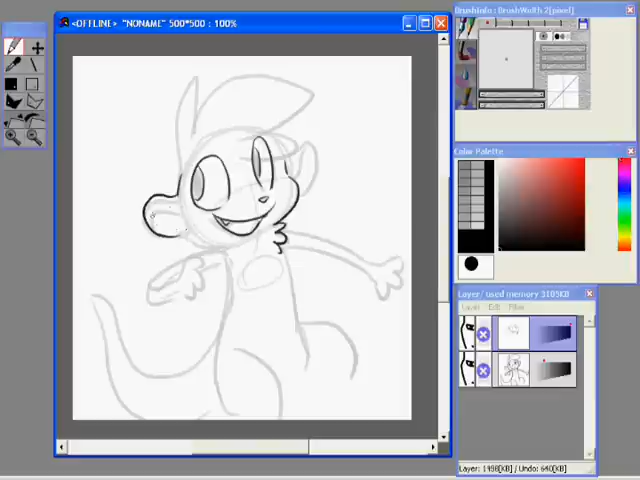 <OFFLINE> "NONAME" 500*500 : 100%
BrushInfo : BrushWidth 2[pixel]
Color Palette
Layer/ used memory 3185KB
Layer Edit Filter
Layer: 1498[KB] / Undo: 640[KB]